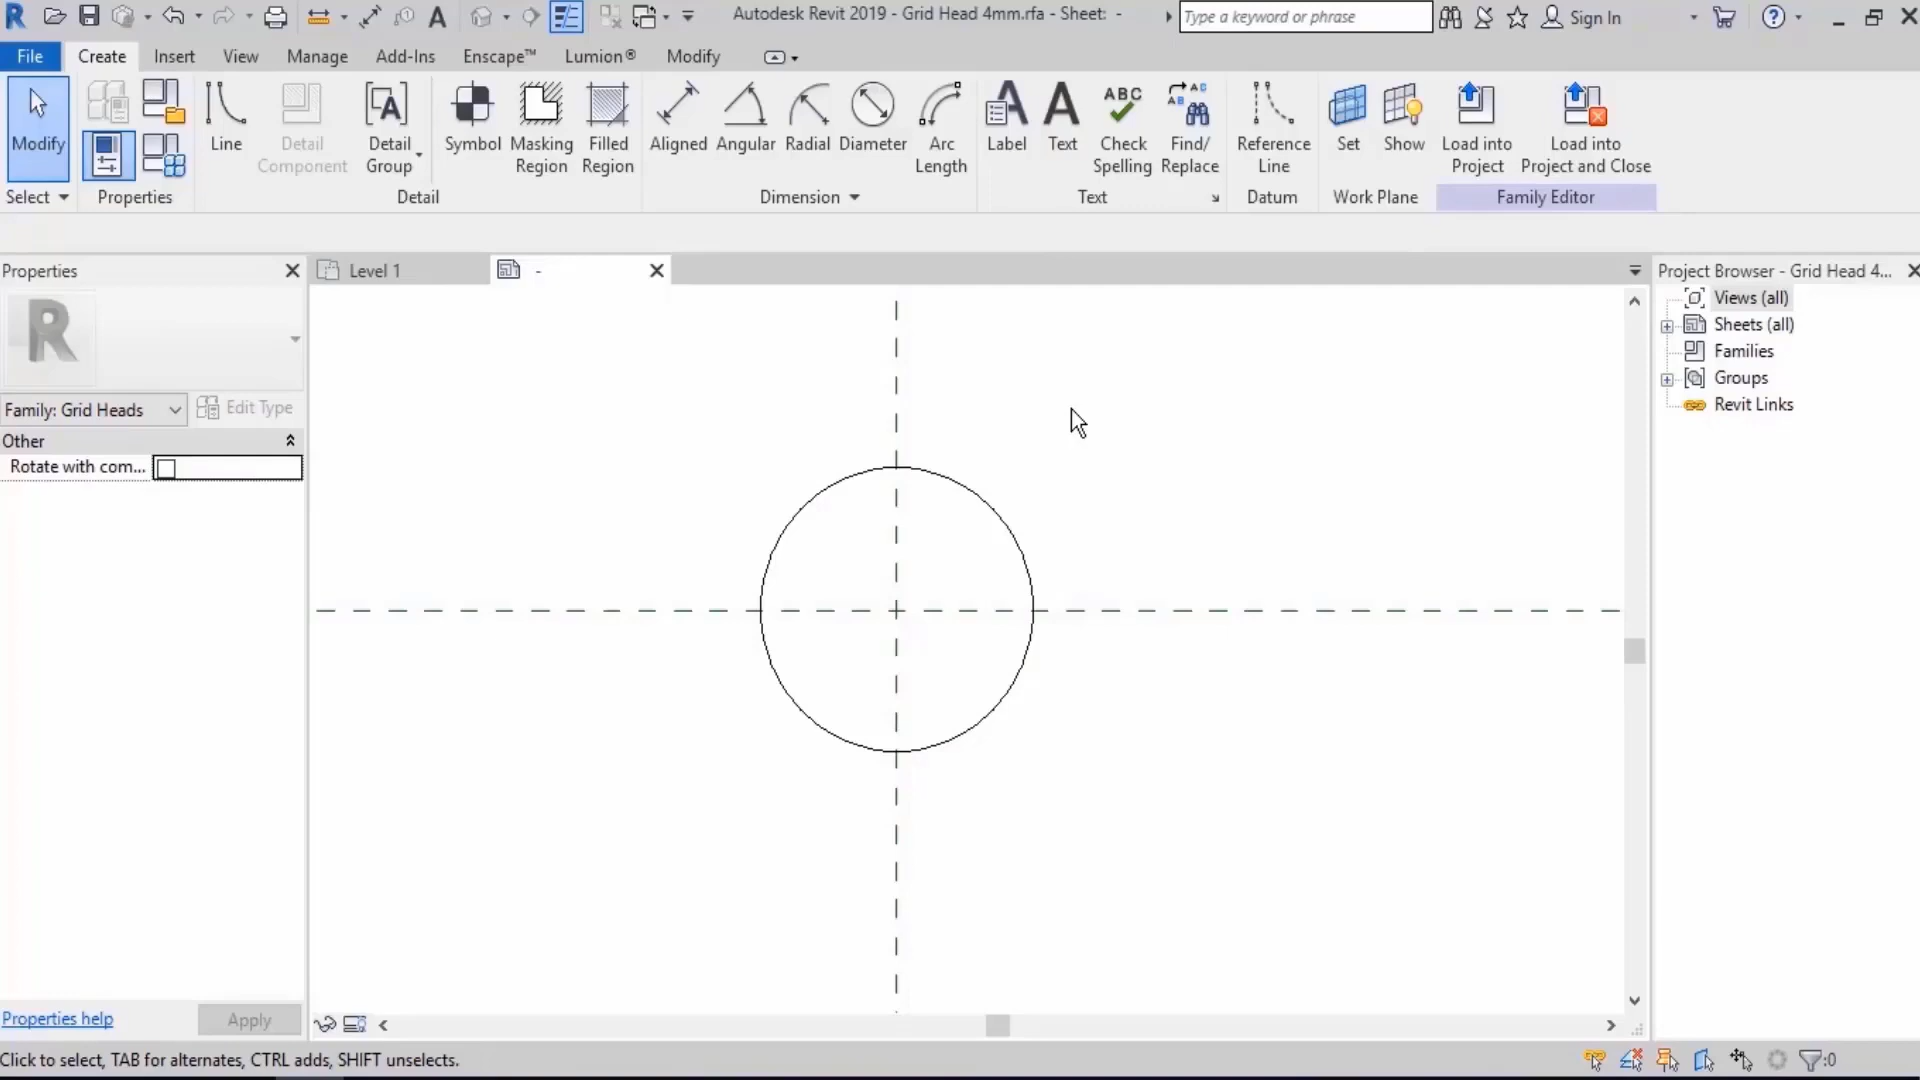 Autodesk Revit 2019 - Grid Head 4mm.rfa - Sheet: -
Type a keyword or phrase
Sign In
File Create Insert View Manage Add-Ins Enscape™ Lumion® Modify
Modify
Line
Detail Component
Detail Group
Symbol
Masking Region
Filled Region
Aligned
Angular
Radial
Diameter
Arc Length
Label
Text
ABC
Check Spelling
Find/ Replace
Reference Line
Set
Show
Load into Project
Load into Project and Close
Select
Properties
Detail
Dimension
Text
Datum
Work Plane
Family Editor
Properties
Level 1
-
Project Browser - Grid Head 4...
Views (all)
Sheets (all)
Families
Groups
Revit Links
Family: Grid Heads
Edit Type
Other
Rotate with com...
Properties help
Apply
Click to select, TAB for alternates, CTRL adds, SHIFT unselects.
:0